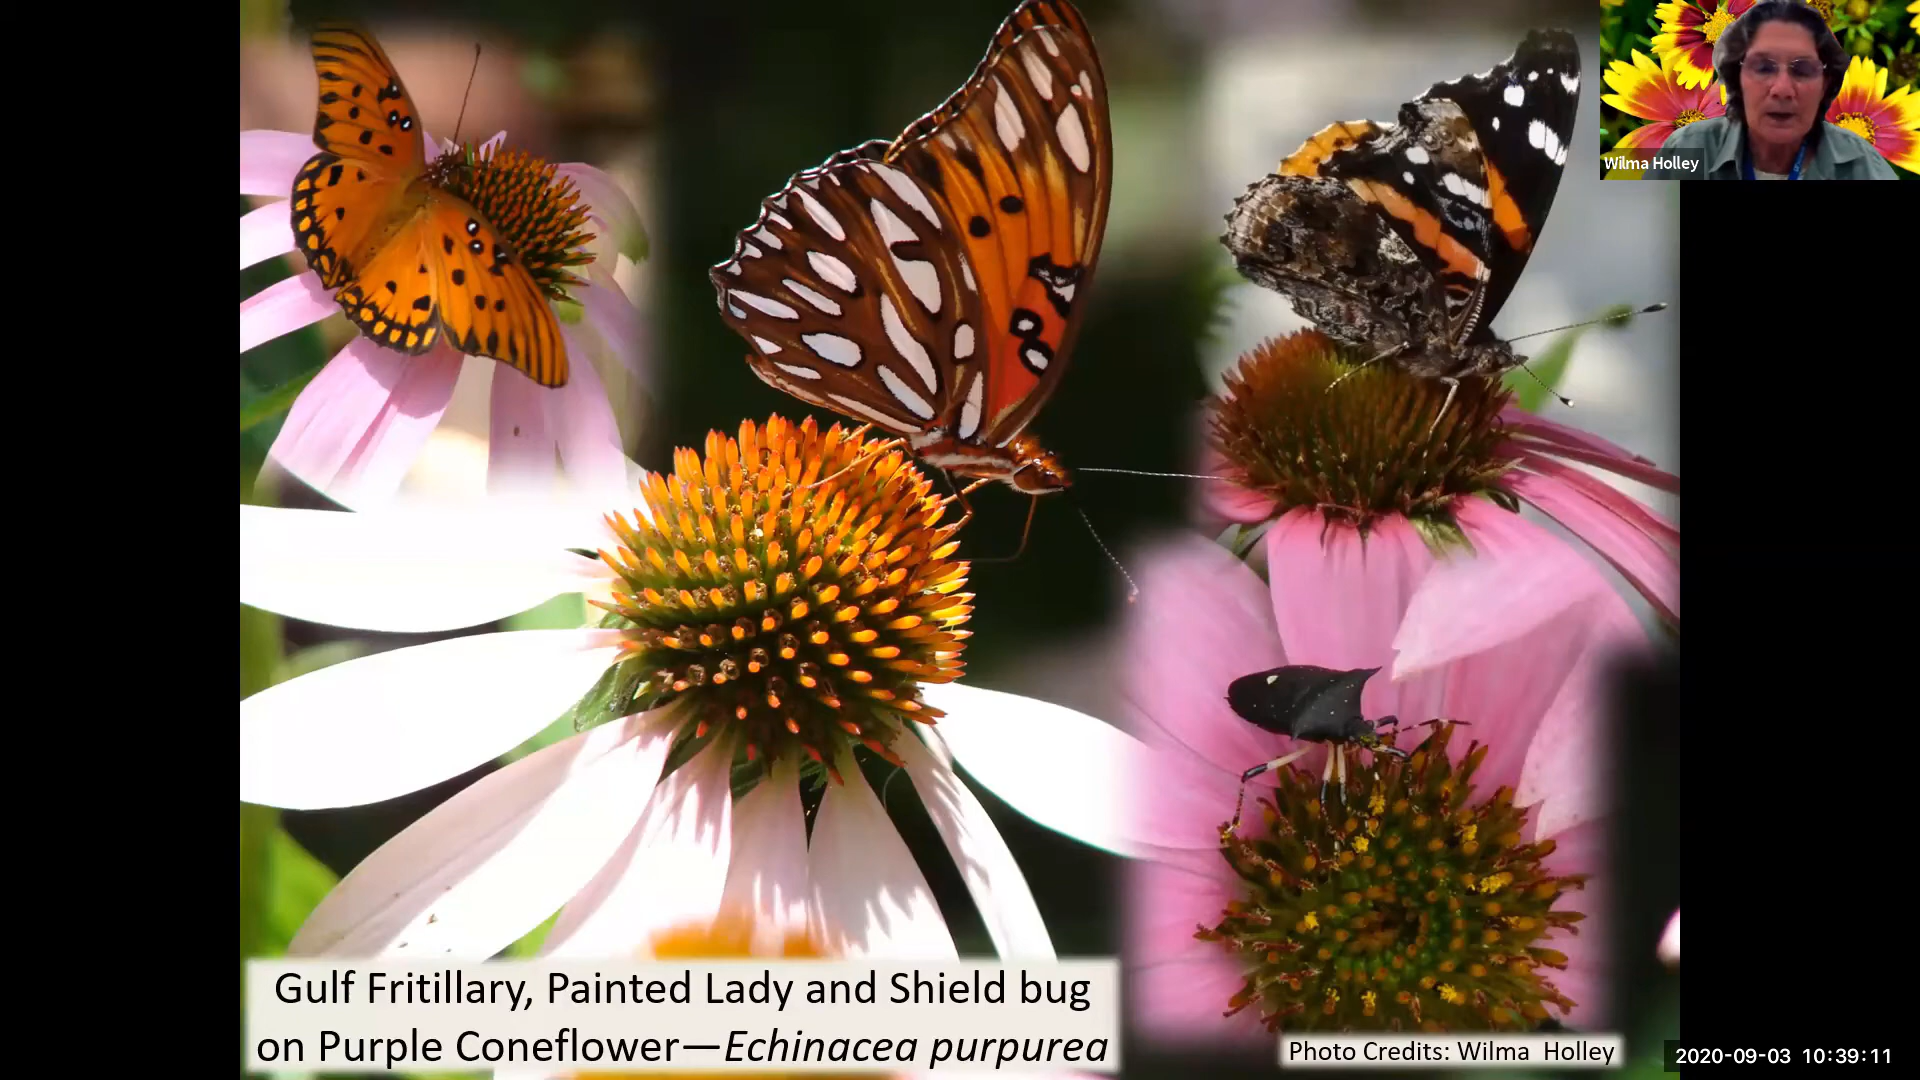 Wilma Holley
Gulf Fritillary, Painted Lady and Shield bug
on Purple Coneflower—Echinacea purpurea
Photo Credits: Wilma  Holley
2020-09-03  10:39:11